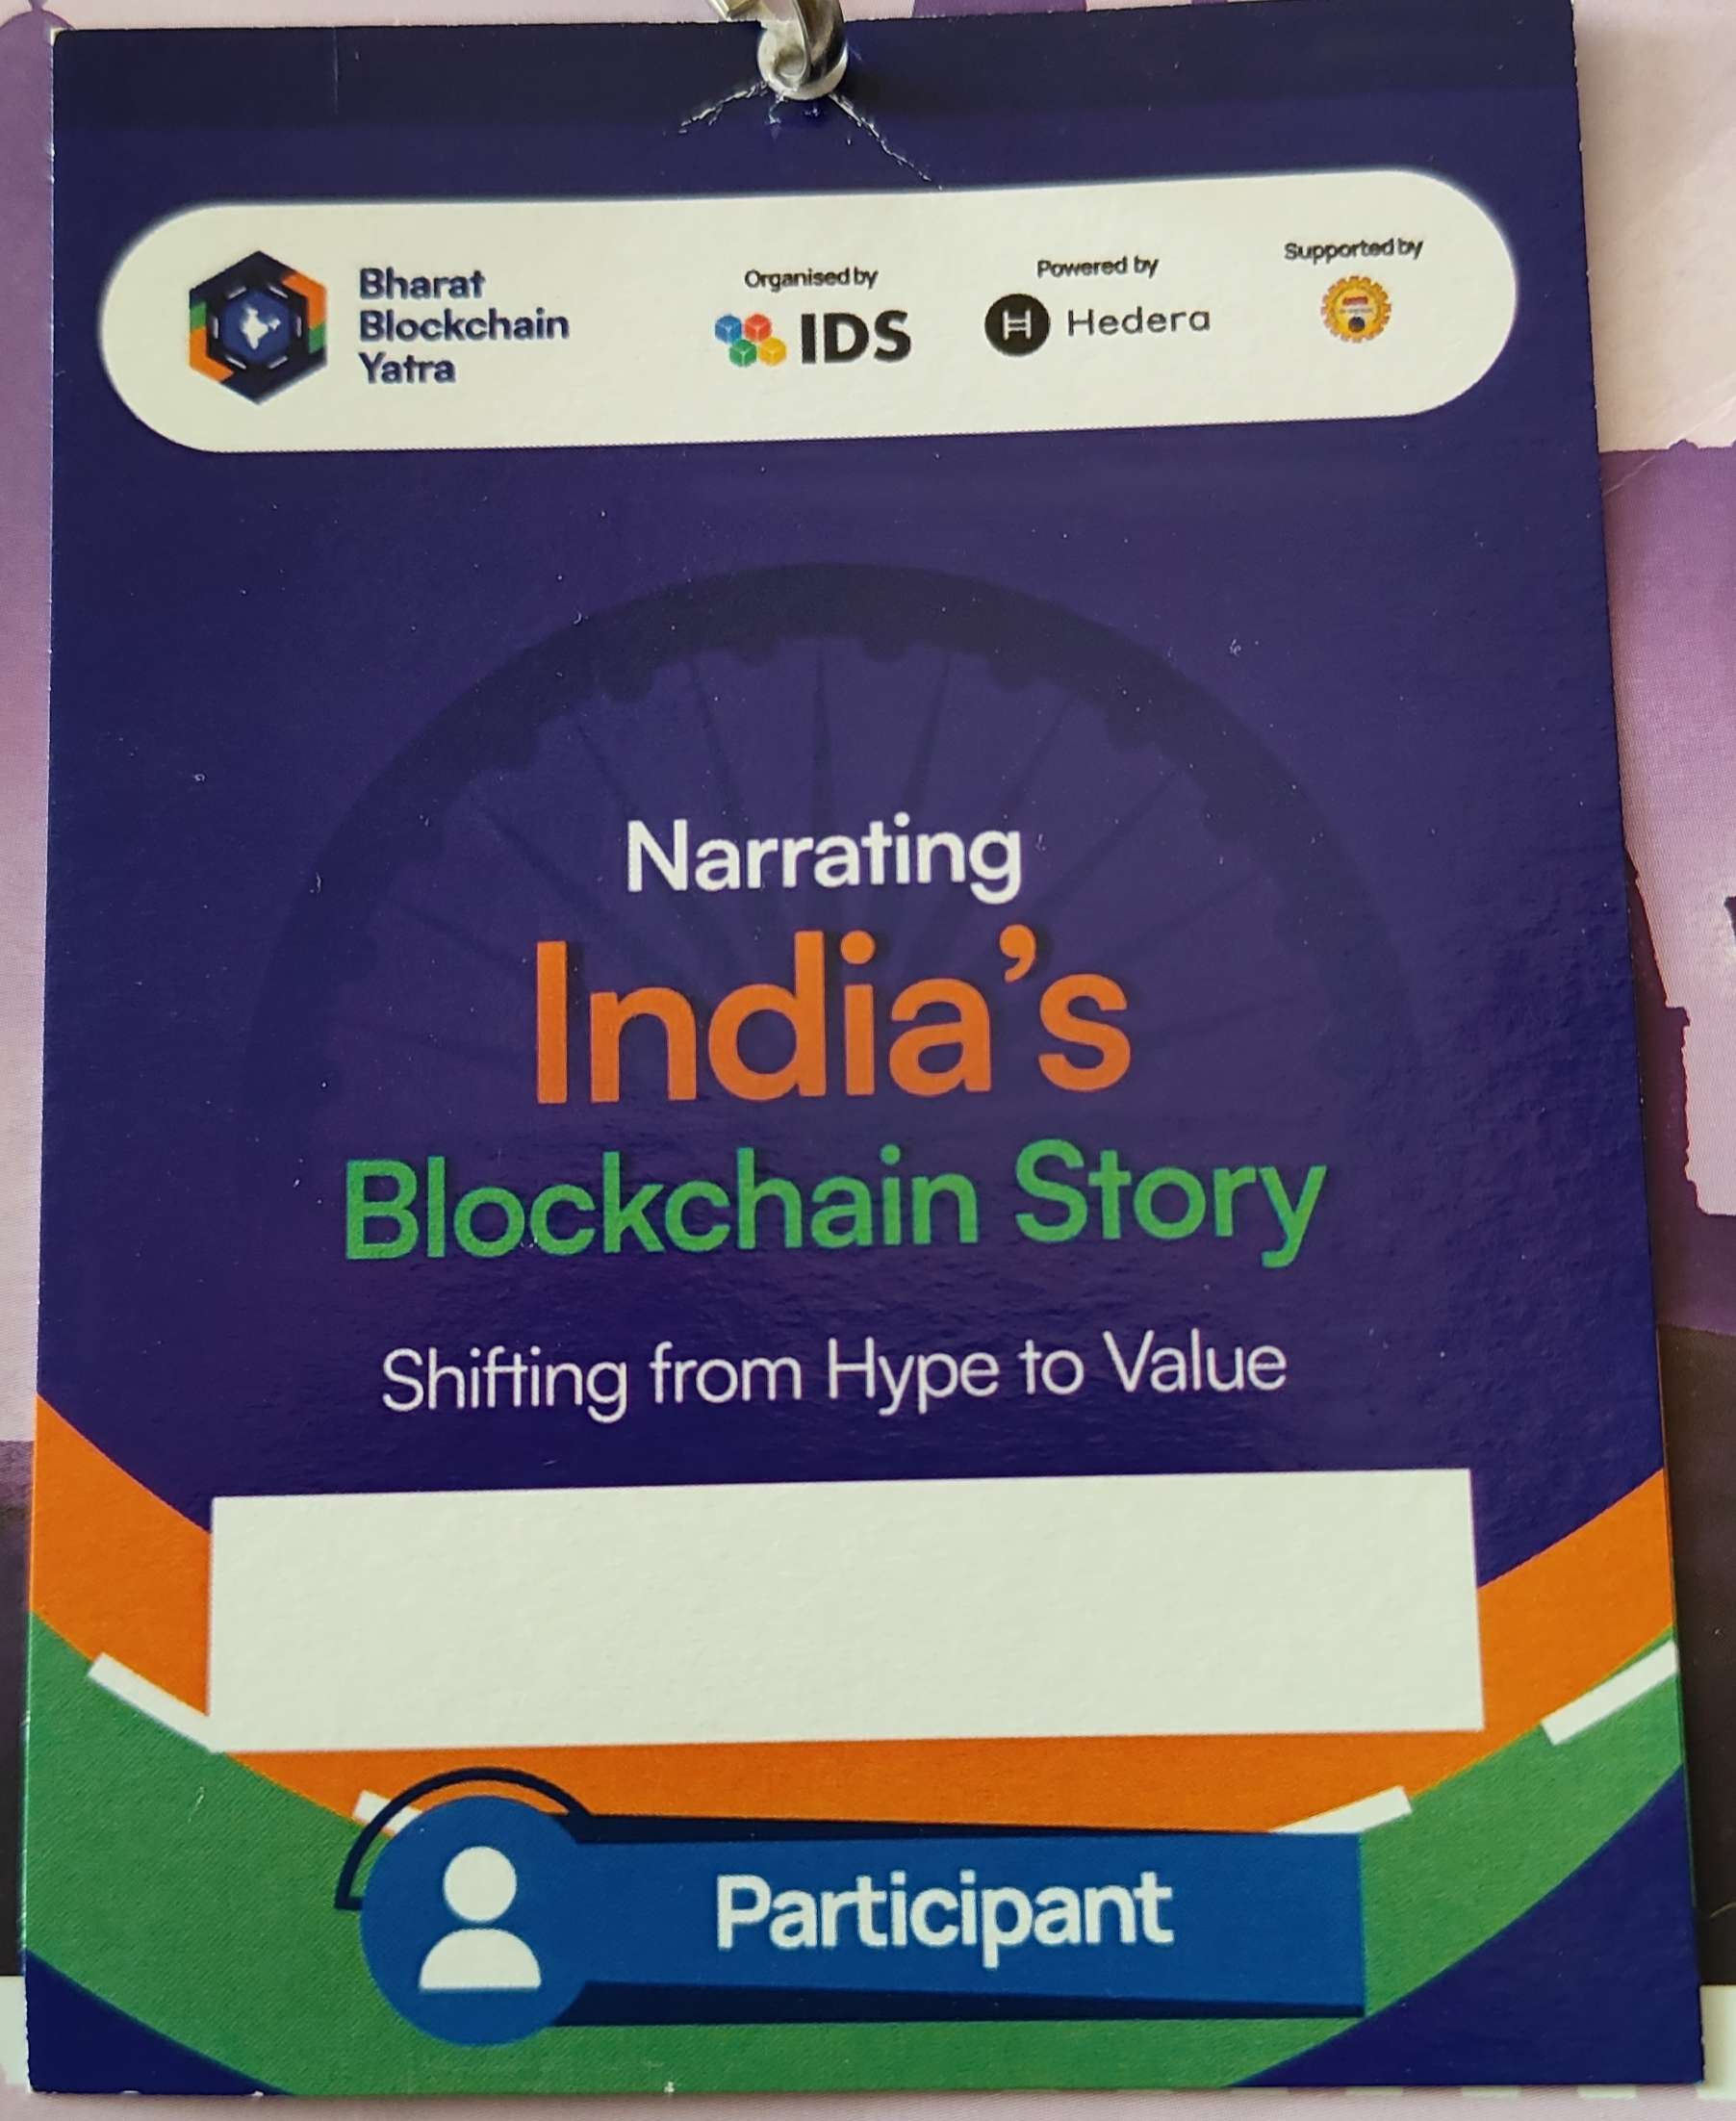 Bharat
Blockchain
Yatra
Organised by
IDS
Powered by
Hedera
Supported by
Narrating
India's
Blockchain Story
Shifting from Hype to Value
Participant